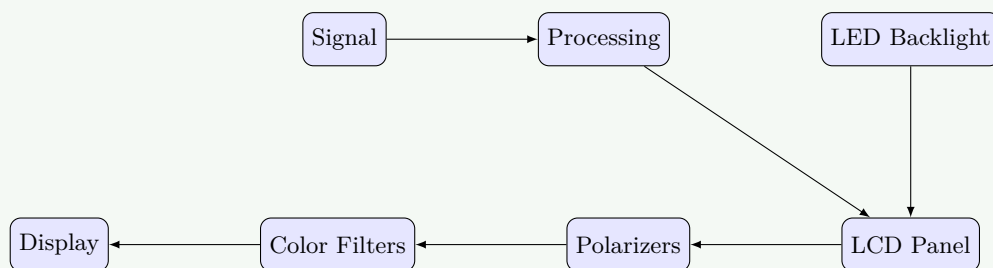 Signal
Processing
LED Backlight
Display
Color Filters
Polarizers
LCD Panel